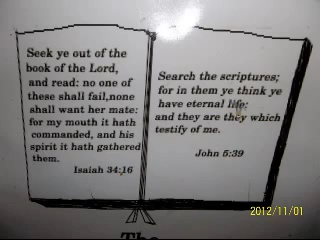 Seek ye out of the
book of the Lord,
and read: no one of
these shall fail,none
shall want her mate:
for my mouth it hath
commanded, and his
spirit it hath gathered
them.
Isaiah 34:16
Search the scriptures;
for in them ye think ye
have eternal life:
and they are they which
testify of me.
John 5:39
The
2012/11/01